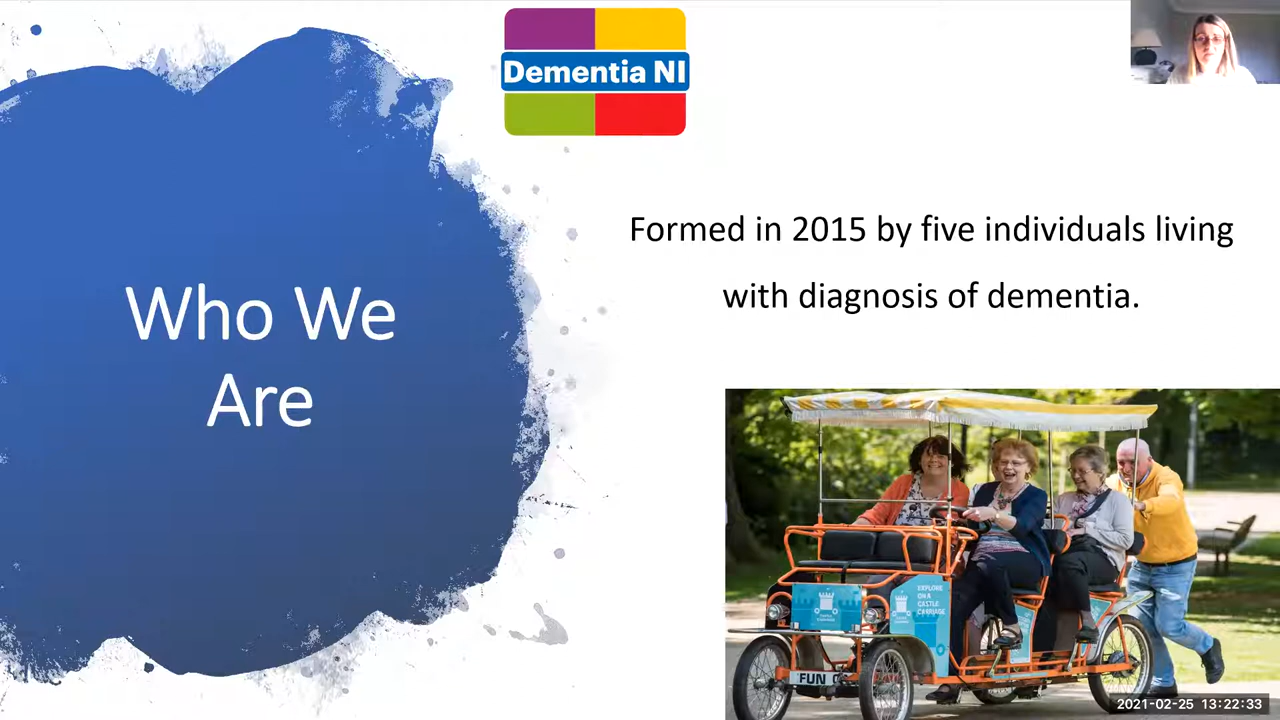 Dementia NI
Formed in 2015 by five individuals living
with diagnosis of dementia.
Who We
Are
EXPLORE
ON A
CASTLE
CARRIAGE
FUN
2021-02-25 13:22:33